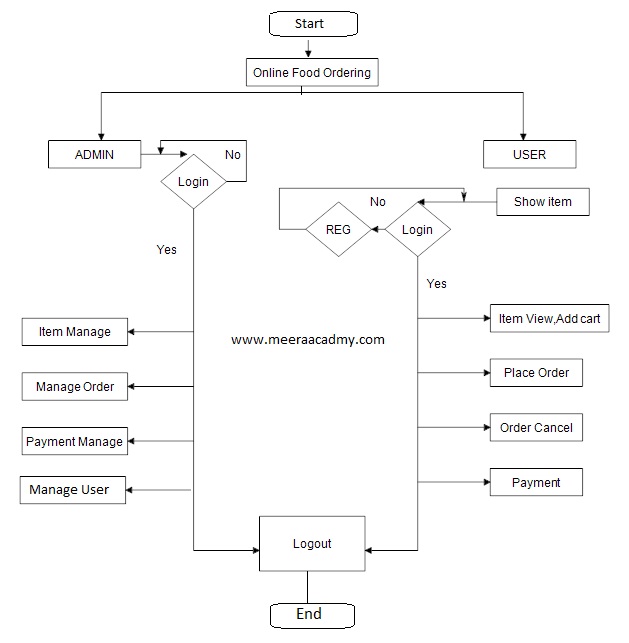 Start
Online Food Ordering
ADMIN
No
USER
Login
Show item
No
REG
Login
Yes
Yes
Item Manage
Item View,Add cart
www.meeraacadmy.com
Manage Order
Place Order
Payment Manage
Order Cancel
Manage User
Payment
Logout
End